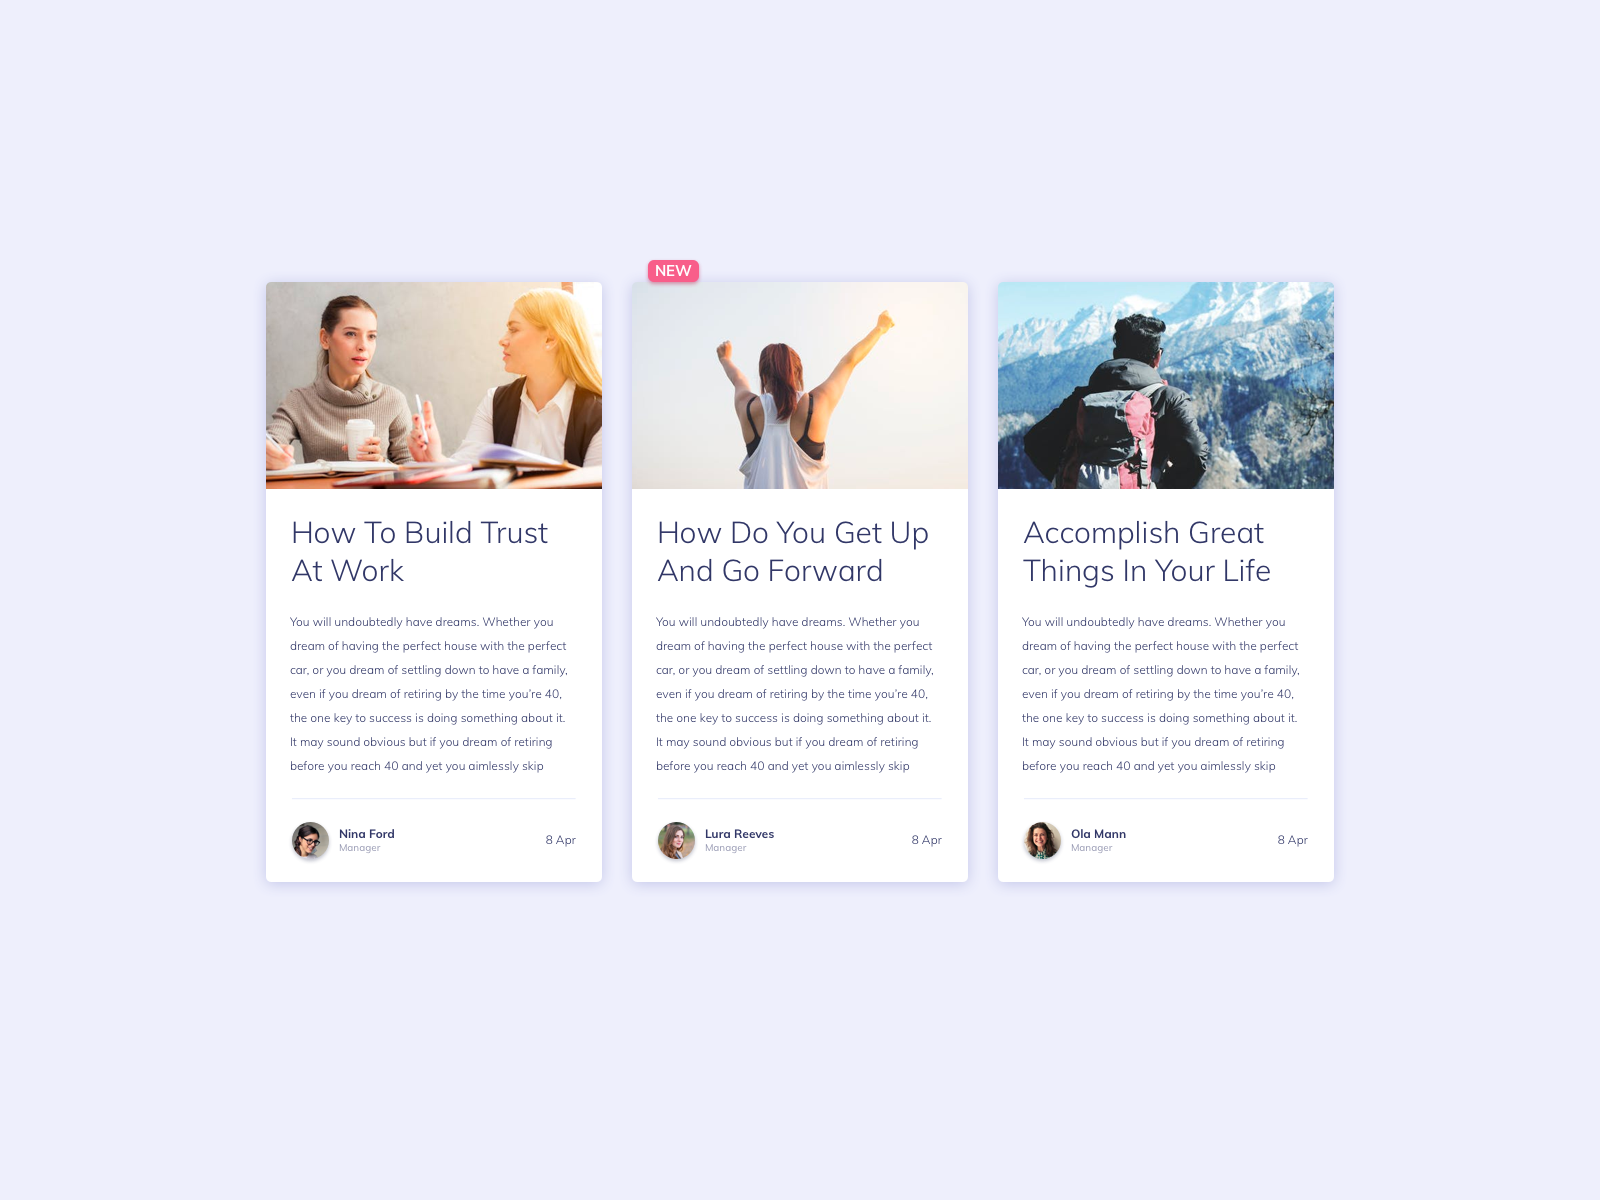 How To Build Trust
At Work
You will undoubtedly have dreams. Whether you
dream of having the perfect house with the perfect
car, or you dream of settling down to have a family,
even if you dream of retiring by the time you're 40,
the one key to success is doing something about it.
It may sound obvious but if you dream of retiring
before you reach 40 and yet you aimlessly skip
Nina Ford
Manager
8 Apr
NEW
How Do You Get Up
And Go Forward
You will undoubtedly have dreams. Whether you
dream of having the perfect house with the perfect
car, or you dream of settling down to have a family,
even if you dream of retiring by the time you're 40,
the one key to success is doing something about it.
It may sound obvious but if you dream of retiring
before you reach 40 and yet you aimlessly skip
Lura Reeves
Manager
8 Apr
Accomplish Great
Things In Your Life
You will undoubtedly have dreams. Whether you
dream of having the perfect house with the perfect
car, or you dream of settling down to have a family,
even if you dream of retiring by the time you're 40,
the one key to success is doing something about it.
It may sound obvious but if you dream of retiring
before you reach 40 and yet you aimlessly skip
Ola Mann
Manager
8 Apr